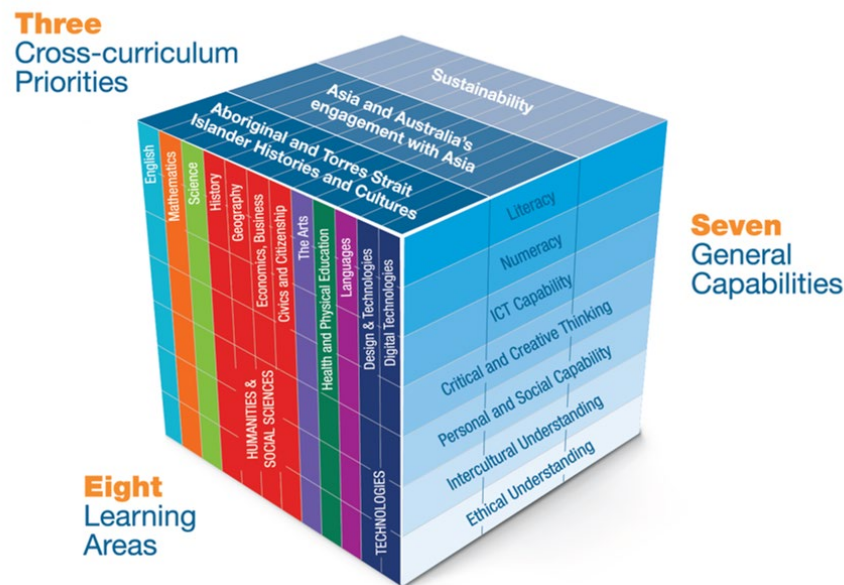 Three
Cross-curriculum
Priorities
Sustainability
Asia and Australia's
engagement with Asia
Aboriginal and Torres Strait
Islander Histories and Cultures
English
Mathematics
Science
History
Geography
Economics, Business
Civics and Citizenship
HUMANITIES &
SOCIAL SCIENCES
The Arts
Health and Physical Education
Languages
Design & Technologies
Digital Technologies
TECHNOLOGIES
Literacy
Numeracy
ICT Capability
Critical and Creative Thinking
Personal and Social Capability
Intercultural Understanding
Ethical Understanding
Seven
General
Capabilities
Eight
Learning
Areas